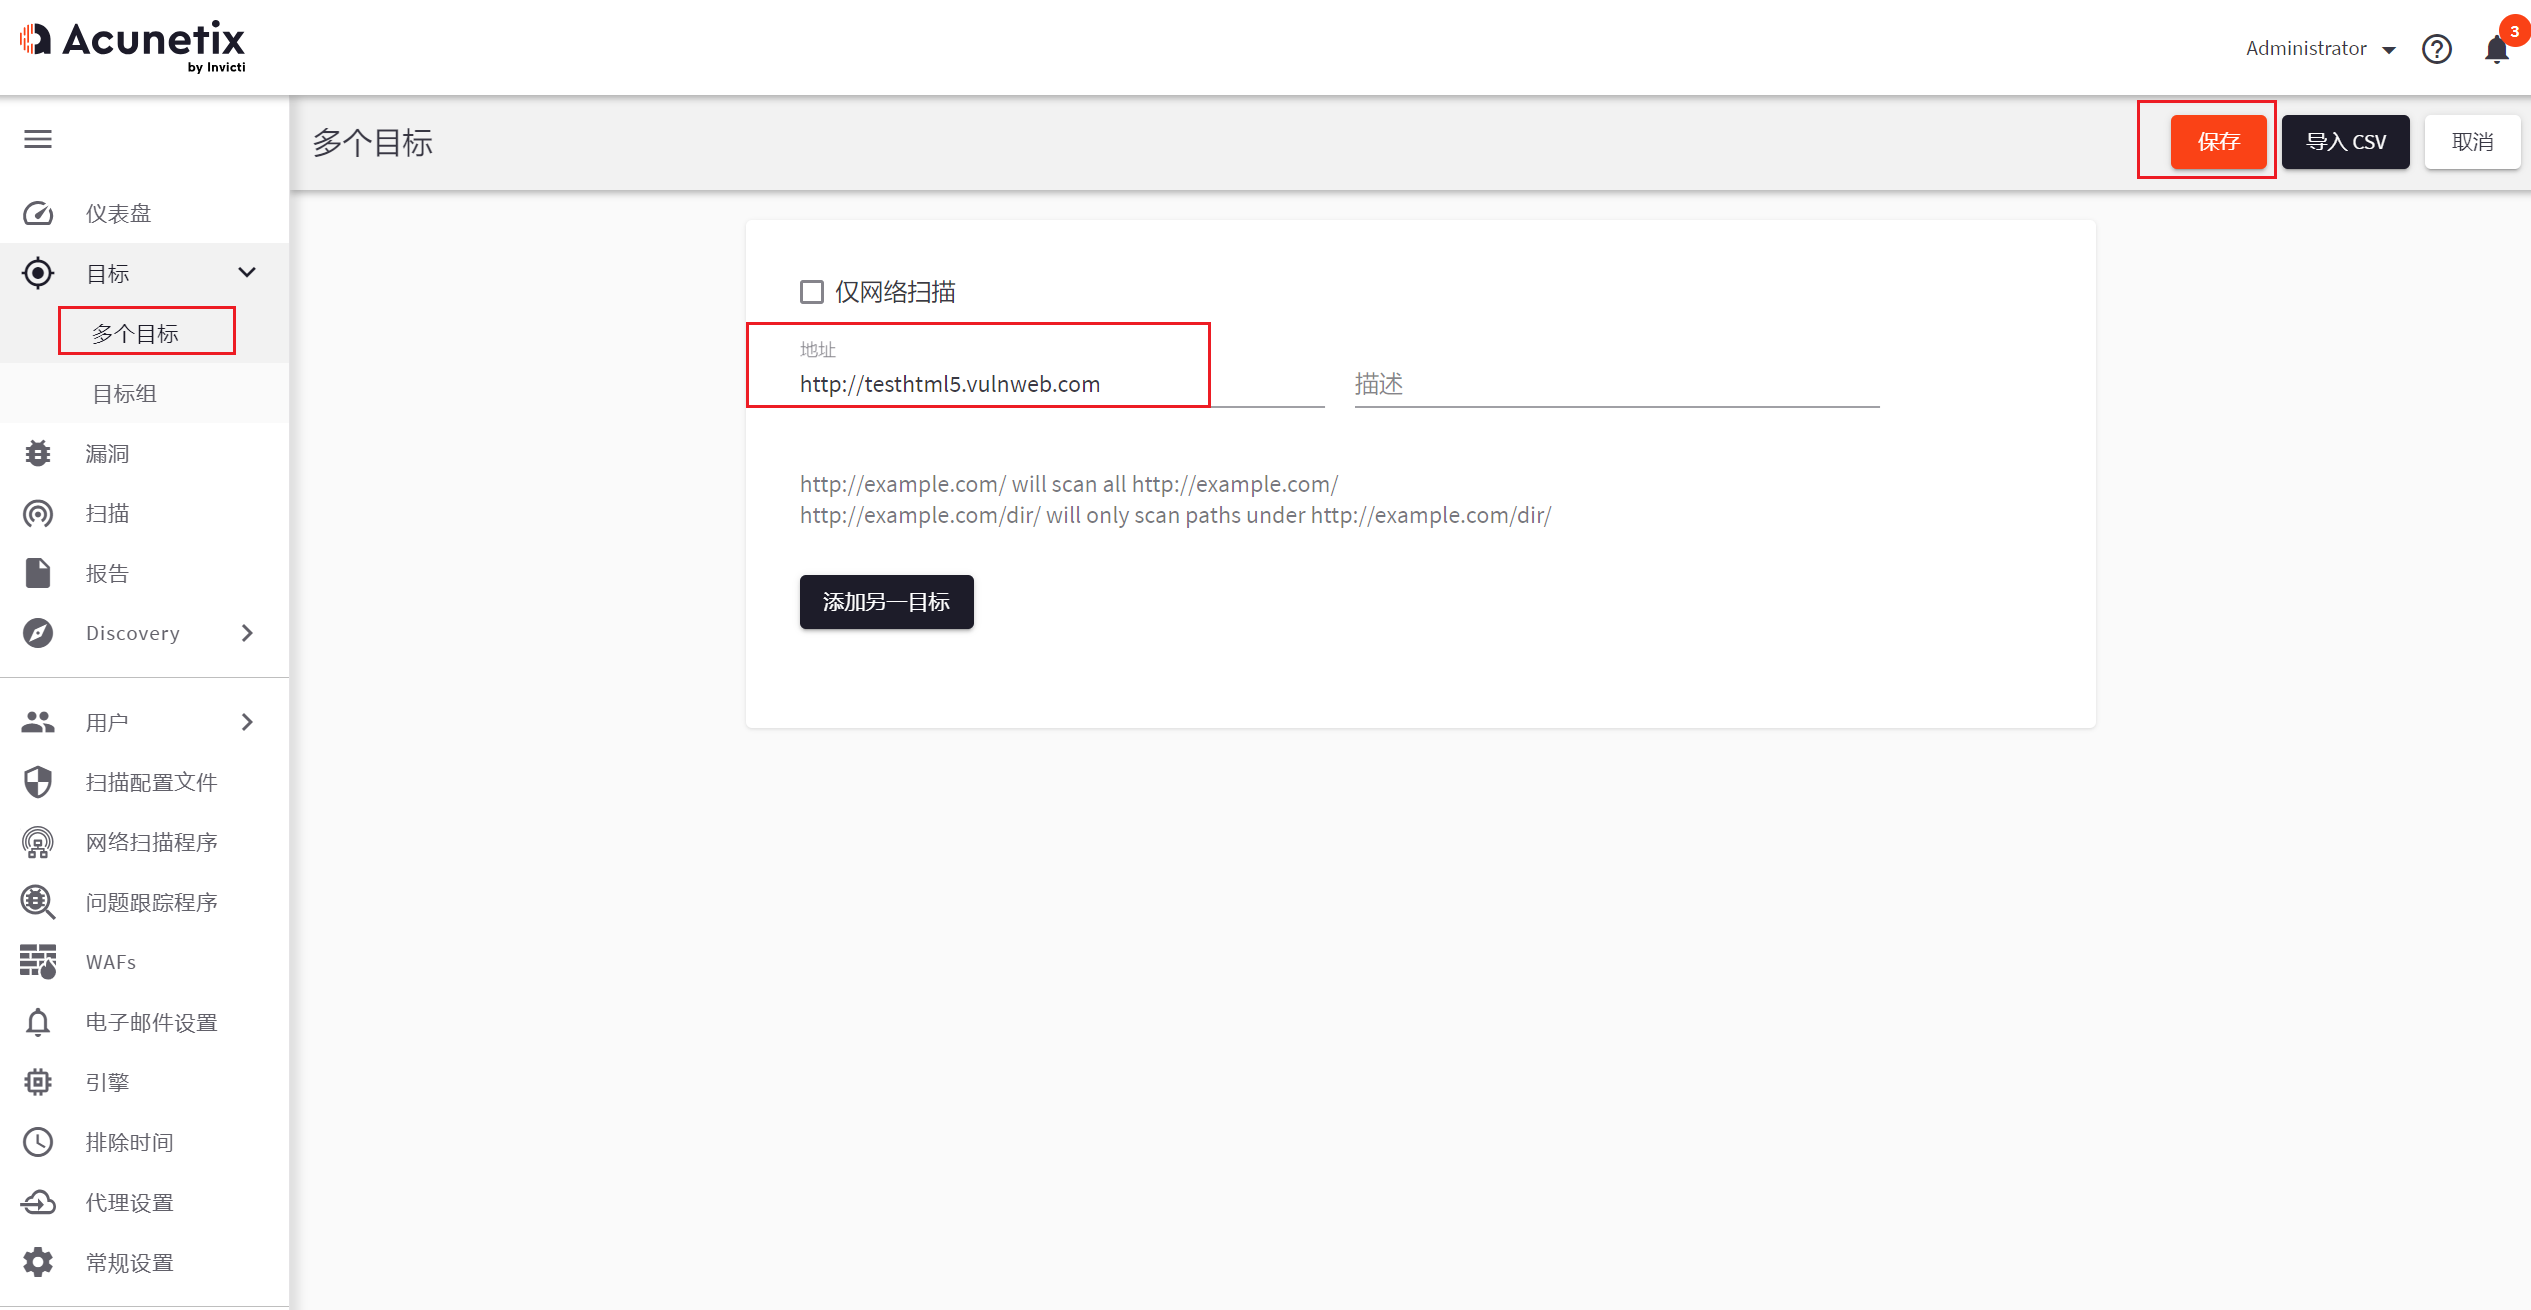 Acunetix
by Invicti
Administrator
3
多个目标
保存
导入 CSV
取消
仪表盘
目标
多个目标
目标组
漏洞
扫描
报告
Discovery
用户
扫描配置文件
网络扫描程序
问题跟踪程序
WAFs
电子邮件设置
引擎
排除时间
代理设置
常规设置
仅网络扫描
地址
http://testhtml5.vulnweb.com
描述
http://example.com/ will scan all http://example.com/
http://example.com/dir/ will only scan paths under http://example.com/dir/
添加另一目标